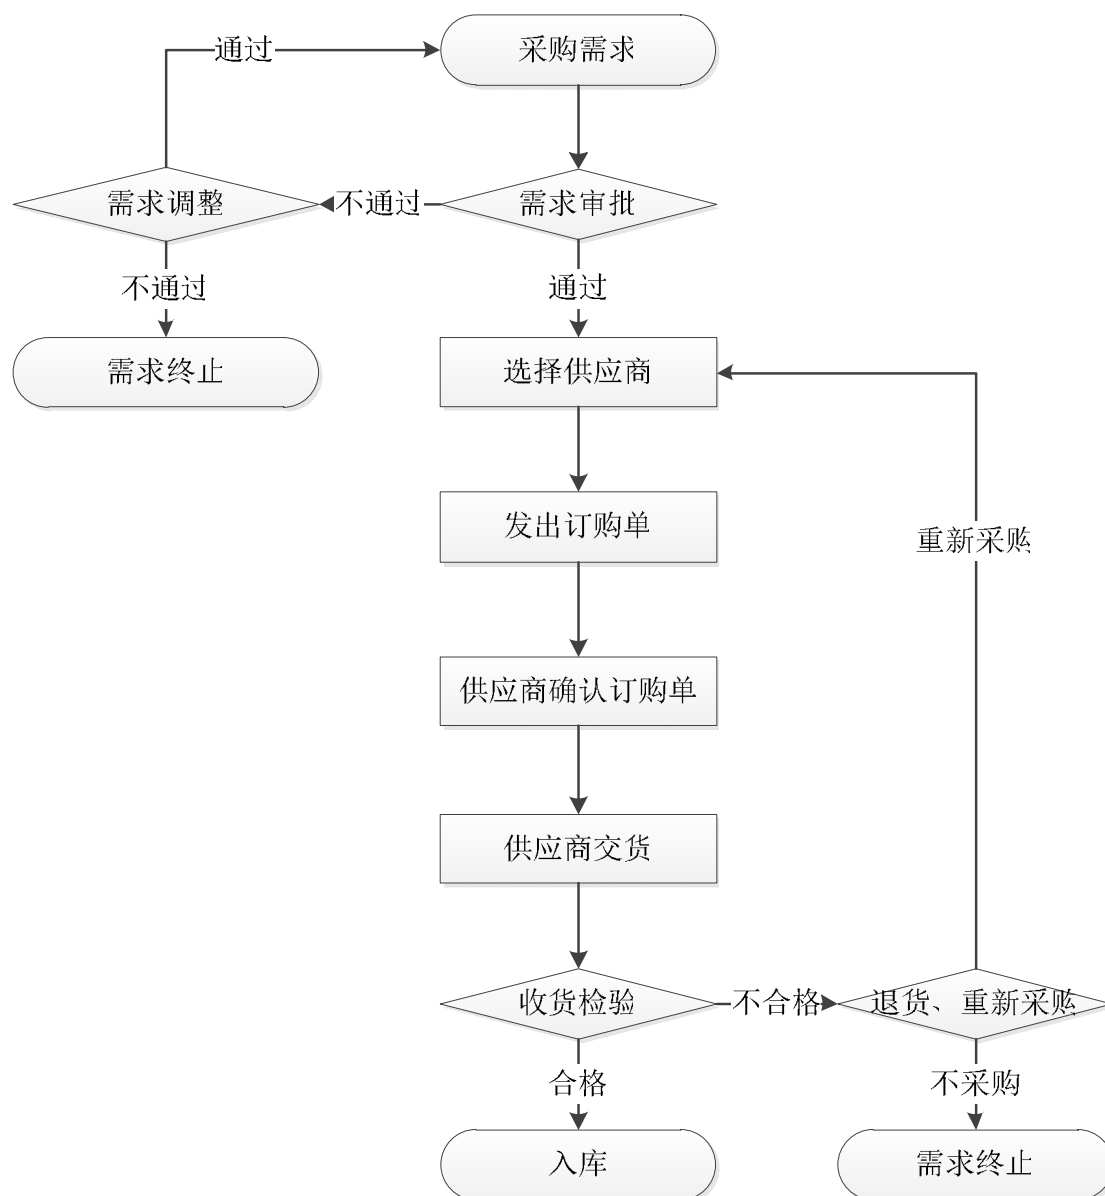 通过
采购需求
需求调整
不通过
需求审批
不通过
通过
需求终止
选择供应商
发出订购单
重新采购
供应商确认订购单
供应商交货
收货检验
不合格
退货、重新采购
合格
不采购
入库
需求终止